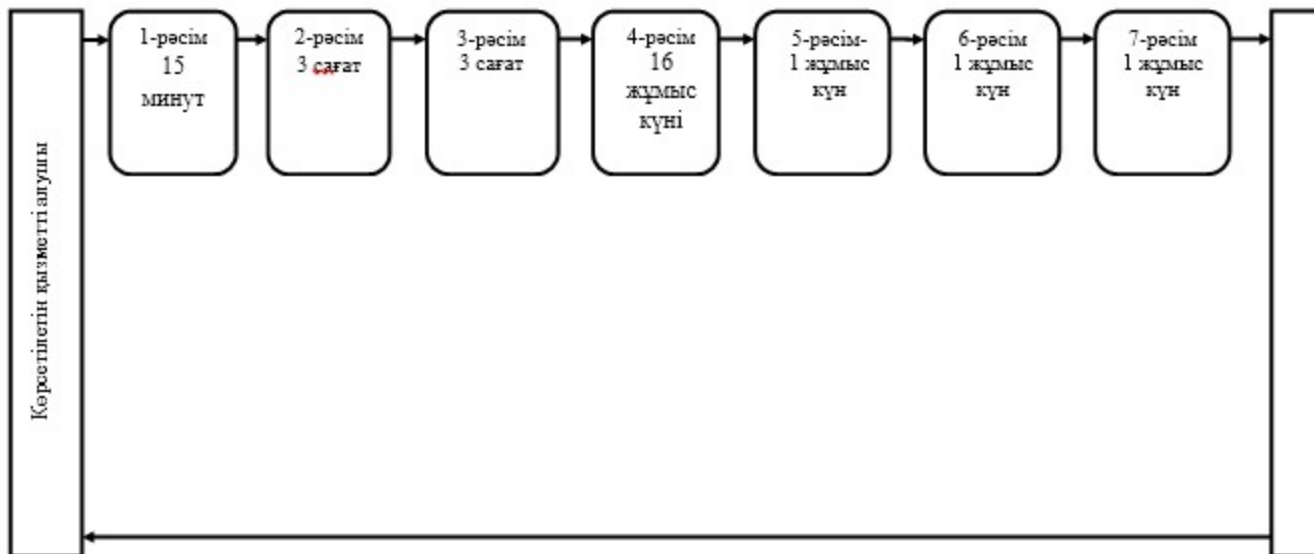 Көрсетілетін қызметті алушы
1-рәсім
15
минут
2-рәсім
3 сағат
3-рәсім
3 сағат
4-рәсім
16
жұмыс
күні
5-рәсім-
1 жұмыс
күн
6-рәсім
1 жұмыс
күн
7-рәсім
1 жұмыс
күн